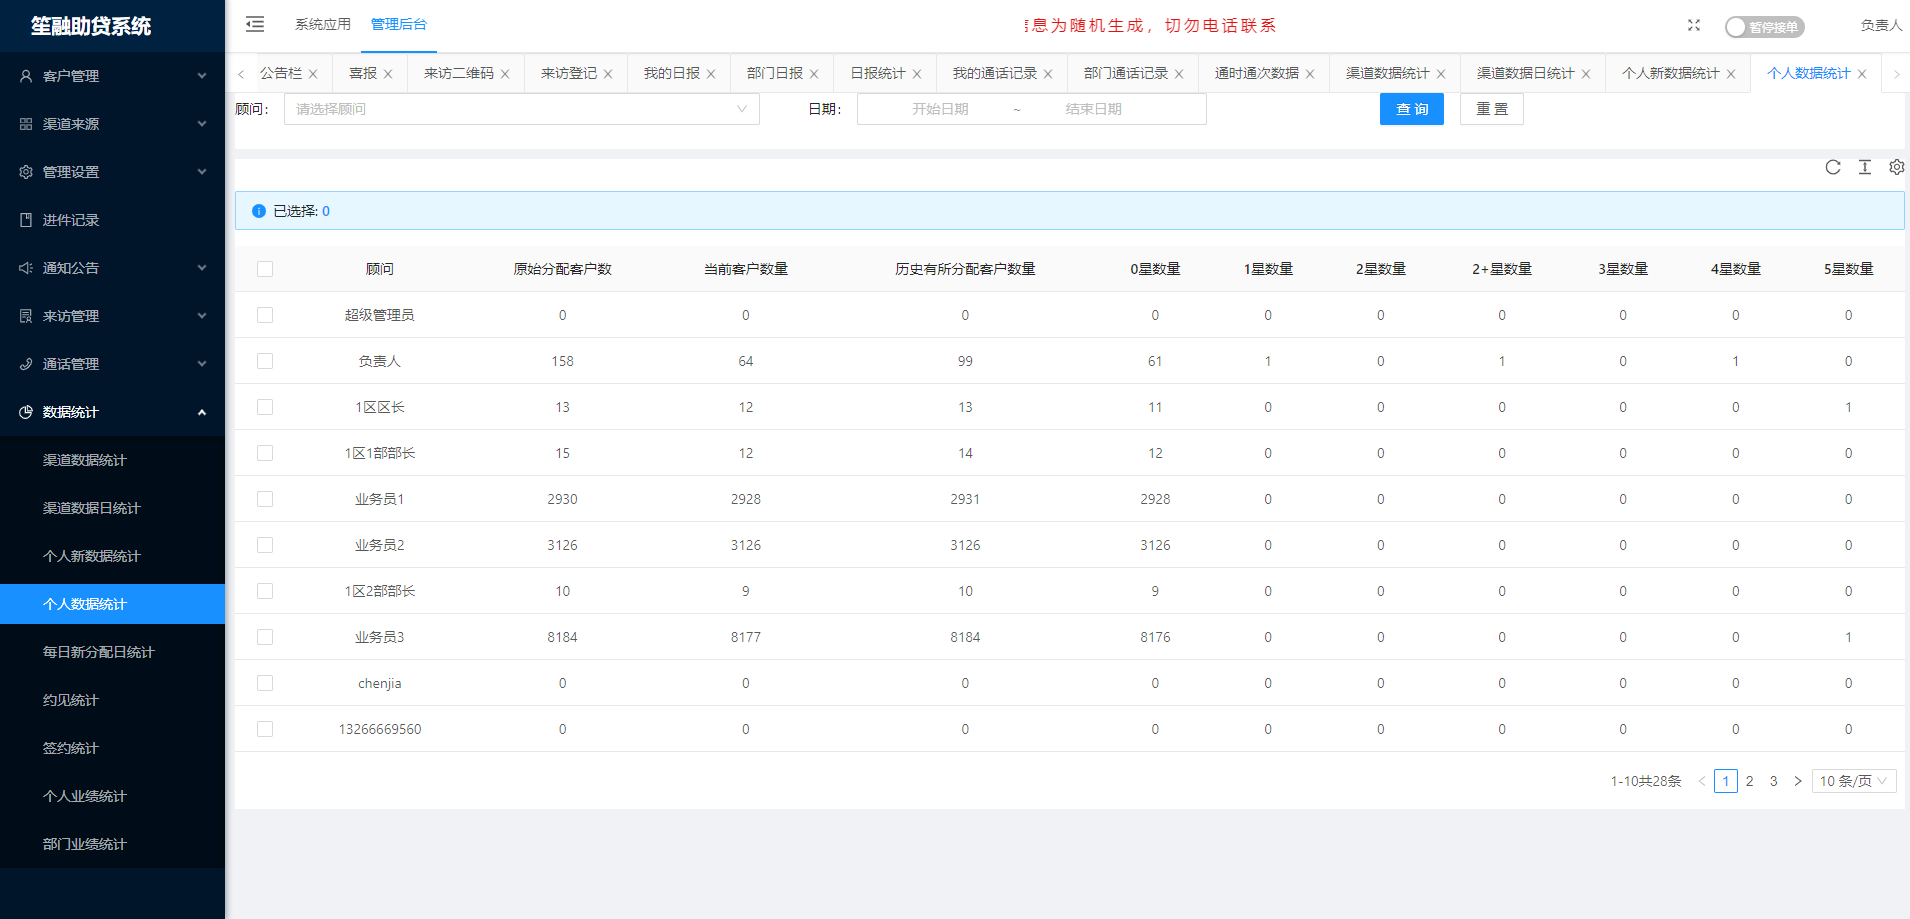 笙融助贷系统
系统应用 管理后台
息为随机生成，切勿电话联系
暂停接单
负责人
客户管理
渠道来源
管理设置
进件记录
通知公告
来访管理
通话管理
数据统计
渠道数据统计
渠道数据日统计
个人新数据统计
个人数据统计
每日新分配日统计
约见统计
签约统计
个人业绩统计
部门业绩统计
公告栏 喜报 来访二维码 来访登记 我的日报 部门日报 日报统计 我的通话记录 部门通话记录 通时通次数据 渠道数据统计 渠道数据日统计 个人新数据统计 个人数据统计
顾问： 请选择顾问 日期： 开始日期 ~ 结束日期 查 询 重 置
已选择: 0
顾问 原始分配客户数 当前客户数量 历史有所分配客户数量 0星数量 1星数量 2星数量 2+星数量 3星数量 4星数量 5星数量
超级管理员 0 0 0 0 0 0 0 0 0 0
负责人 158 64 99 61 1 0 1 0 1 0
1区区长 13 12 13 11 0 0 0 0 0 1
1区1部部长 15 12 14 12 0 0 0 0 0 0
业务员1 2930 2928 2931 2928 0 0 0 0 0 0
业务员2 3126 3126 3126 3126 0 0 0 0 0 0
1区2部部长 10 9 10 9 0 0 0 0 0 0
业务员3 8184 8177 8184 8176 0 0 0 0 0 1
chenjia 0 0 0 0 0 0 0 0 0 0
13266669560 0 0 0 0 0 0 0 0 0 0
1-10共28条 1 2 3 10 条/页